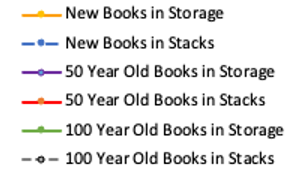 New Books in Storage
New Books in Stacks
50 Year Old Books in Storage
50 Year Old Books in Stacks
100 Year Old Books in Storage
100 Year Old Books in Stacks